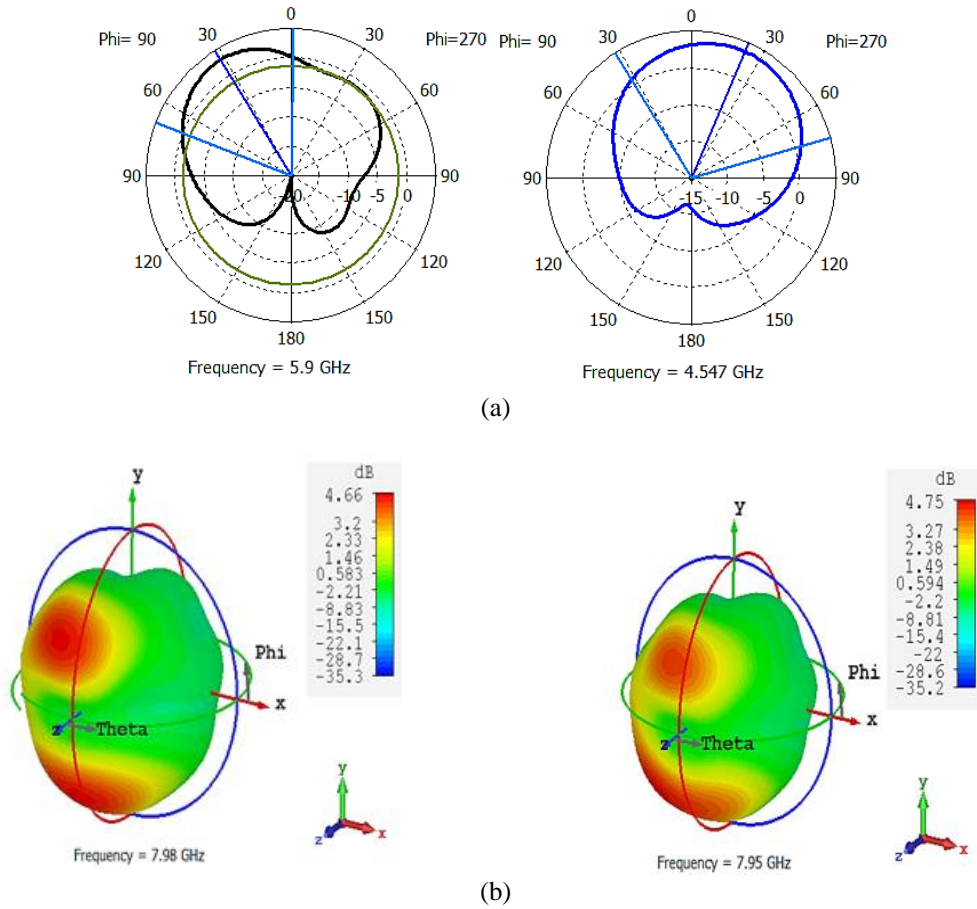 0
Phi= 90 30 30 Phi=270
60 60
90 -20 -10 -5 0 90
120 120
150 150
180
Frequency = 5.9 GHz
0
Phi= 90 30 30 Phi=270
60 60
90 -15 -10 -5 0 90
120 120
150 150
180
Frequency = 4.547 GHz
(a)
y
dB
4.66
3.2
2.33
1.46
0.583
-2.21
-8.83
-15.5
-22.1
-28.7
-35.3
Phi
x
z Theta
y
z x
Frequency = 7.98 GHz
y
dB
4.75
3.27
2.38
1.49
0.594
-2.2
-8.81
-15.4
-22
-28.6
-35.2
Phi
x
z Theta
y
z x
Frequency = 7.95 GHz
(b)